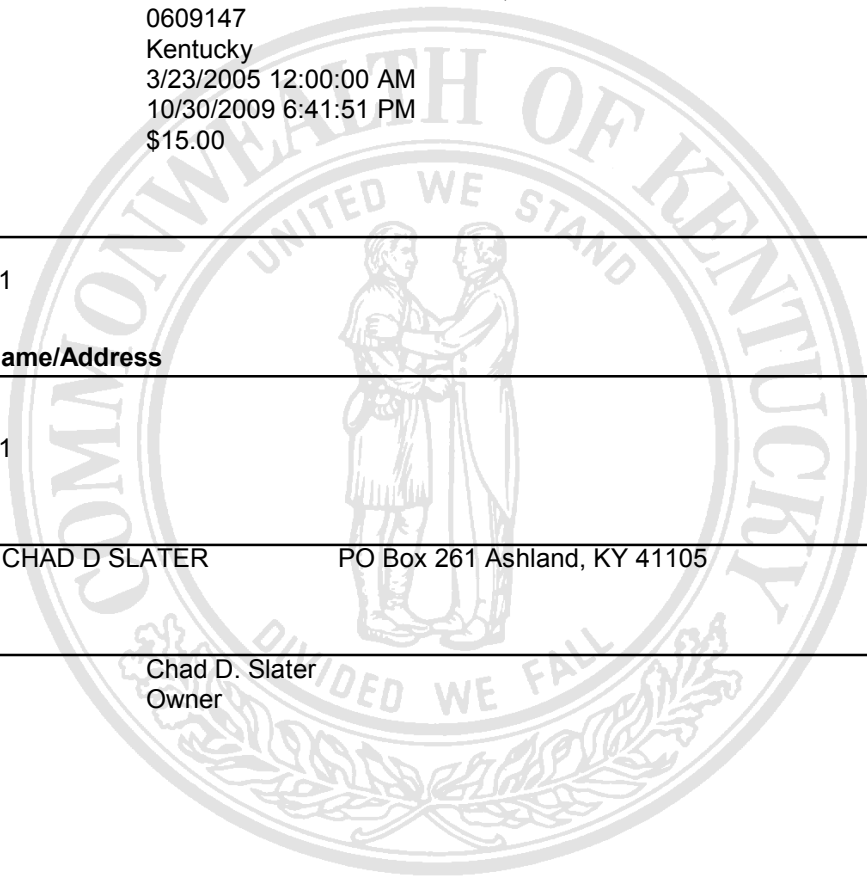 0609147
Kentucky
3/23/2005 12:00:00 AM
10/30/2009 6:41:51 PM
$15.00
1
ame/Address
1
CHAD D SLATER PO Box 261 Ashland, KY 41105
Chad D. Slater
Owner
COMMONWEALTH OF KENTUCKY
UNITED WE STAND
DIVIDED WE FALL